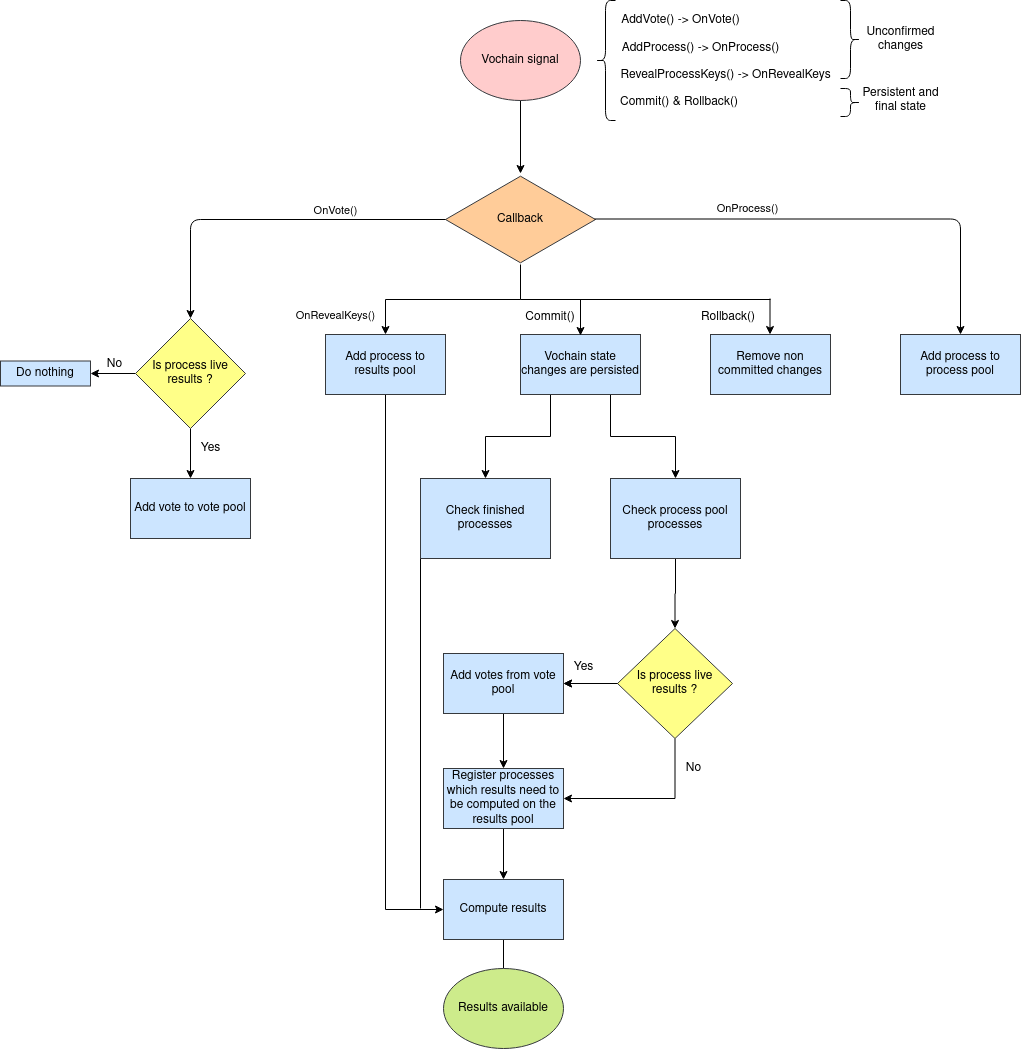 Vochain signal
AddVote() -> OnVote()
AddProcess() -> OnProcess()
RevealProcessKeys() -> OnRevealKeys
Commit() & Rollback()
Unconfirmed
changes
Persistent and
final state
Callback
OnVote()
OnProcess()
OnRevealKeys()
Commit()
Rollback()
Is process live
results ?
No
Do nothing
Yes
Add vote to vote pool
Add process to
results pool
Vochain state
changes are persisted
Remove non
committed changes
Add process to
process pool
Check finished
processes
Check process pool
processes
Is process live
results ?
Yes
Add votes from vote
pool
No
Register processes
which results need to
be computed on the
results pool
Compute results
Results available